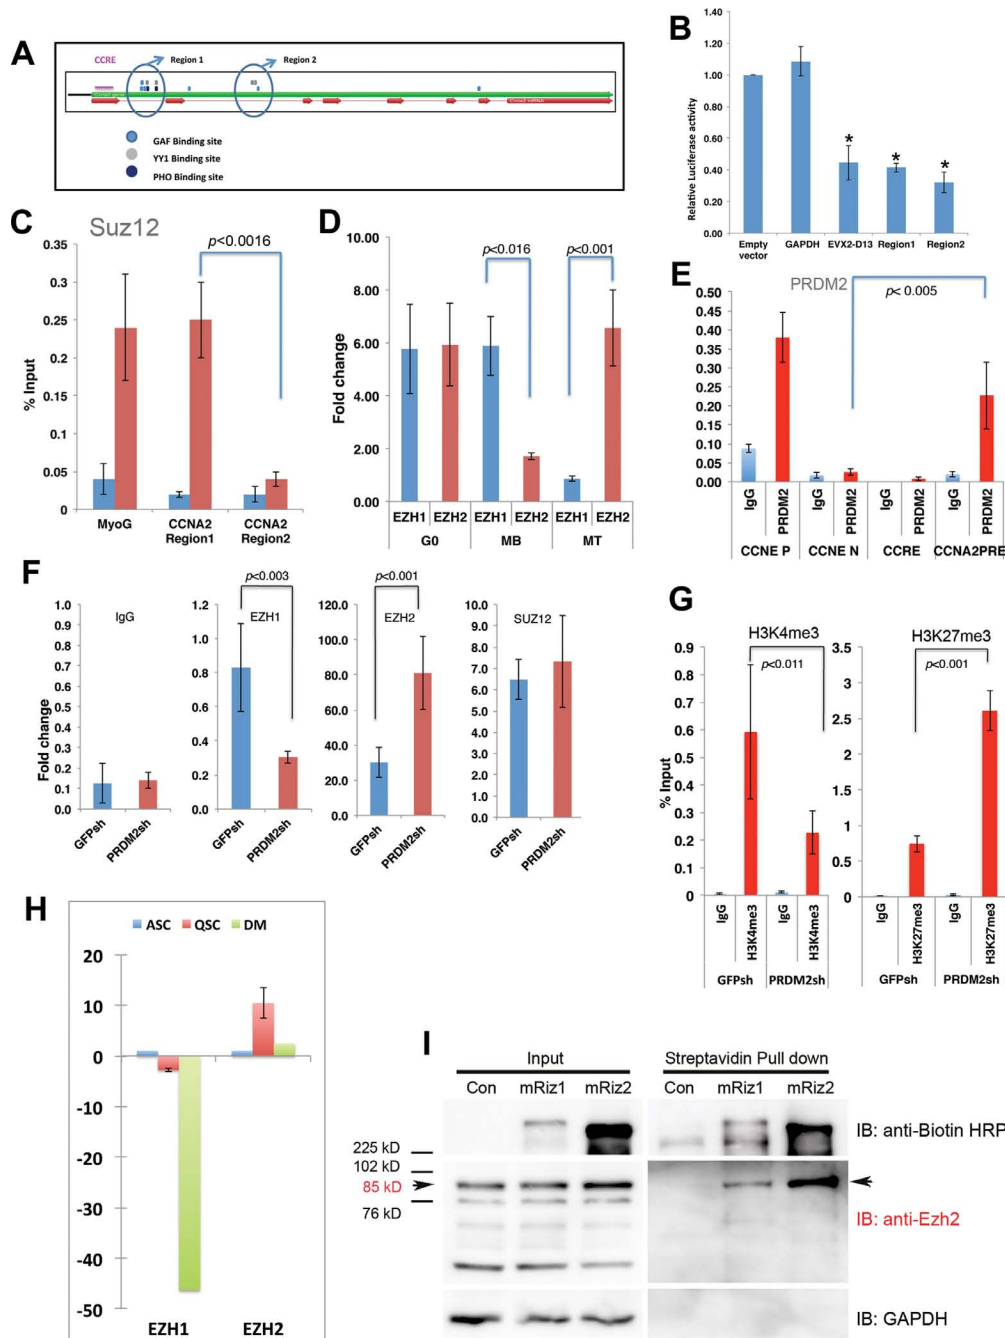 A
CCRE
Region 1
Region 2
GAF Binding site
YY1 Binding site
PHO Binding site
B
Relative Luciferase activity
1.40
1.20
1.00
0.80
0.60
0.40
0.20
0.00
* * *
Empty vector GAPDH EVX2-D13 Region1 Region2
C
Suz12
p<0.0016
% Input
0.35
0.3
0.25
0.2
0.15
0.1
0.05
0
MyoG CCNA2 Region1 CCNA2 Region2
D
p<0.016 p<0.001
Fold change
10.00
8.00
6.00
4.00
2.00
0.00
EZH1 EZH2 EZH1 EZH2 EZH1 EZH2
G0 MB MT
E
PRDM2
p< 0.005
0.50
0.45
0.40
0.35
0.30
0.25
0.20
0.15
0.10
0.05
0.00
IgG PRDM2 IgG PRDM2 IgG PRDM2 IgG PRDM2
CCNE P CCNE N CCRE CCNA2PRE
F
Fold change
IgG
1.0
0.9
0.8
0.7
0.6
0.5
0.4
0.3
0.2
0.1
0.0
GFPsh PRDM2sh
p<0.003
EZH1
1.2
1.0
0.8
0.6
0.4
0.2
0.0
GFPsh PRDM2sh
p<0.001
EZH2
120.0
100.0
80.0
60.0
40.0
20.0
0.0
GFPsh PRDM2sh
SUZ12
10.0
9.0
8.0
7.0
6.0
5.0
4.0
3.0
2.0
1.0
0.0
GFPsh PRDM2sh
G
H3K4me3
p<0.011
% Input
1
0.9
0.8
0.7
0.6
0.5
0.4
0.3
0.2
0.1
0
IgG H3K4me3 IgG H3K4me3
GFPsh PRDM2sh
H3K27me3
p<0.001
3.5
3
2.5
2
1.5
1
0.5
0
IgG H3K27me3 IgG H3K27me3
GFPsh PRDM2sh
H
ASC QSC DM
20
10
0
-10
-20
-30
-40
-50
EZH1 EZH2
I
Input Streptavidin Pull down
Con mRiz1 mRiz2 Con mRiz1 mRiz2
IB: anti-Biotin HRP
225 kD
102 kD
85 kD
76 kD
IB: anti-Ezh2
IB: GAPDH